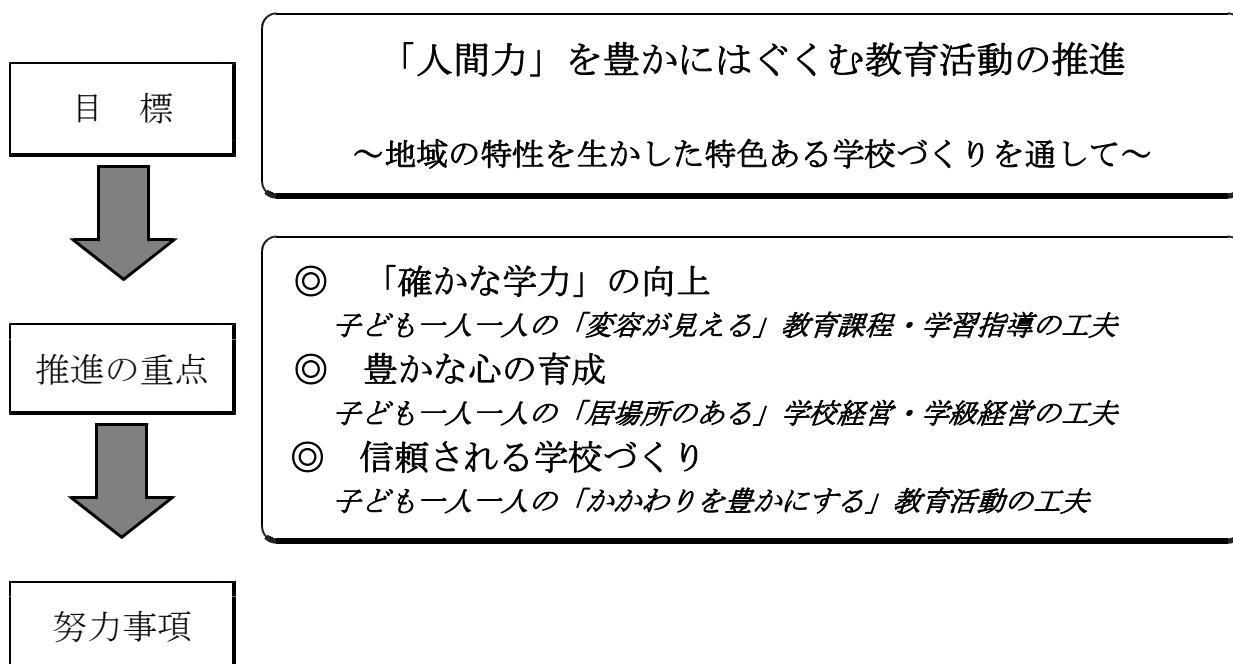 目　標
「人間力」を豊かにはぐくむ教育活動の推進
～地域の特性を生かした特色ある学校づくりを通して～
推進の重点
◎　「確かな学力」の向上
子ども一人一人の「変容が見える」教育課程・学習指導の工夫
◎　豊かな心の育成
子ども一人一人の「居場所のある」学校経営・学級経営の工夫
◎　信頼される学校づくり
子ども一人一人の「かかわりを豊かにする」教育活動の工夫
努力事項